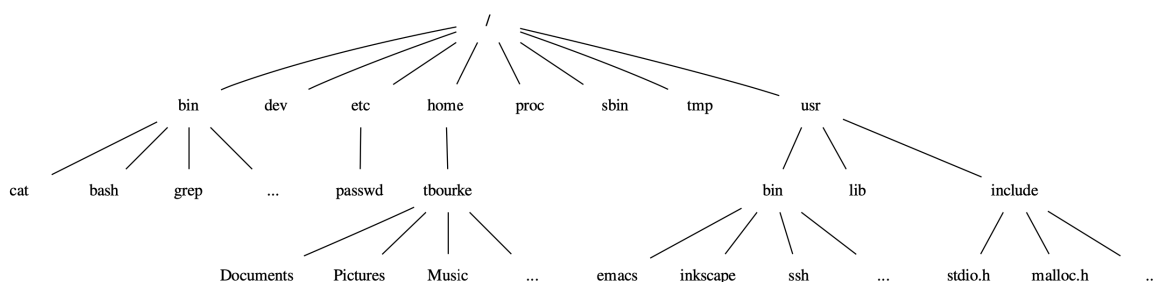 /
bin dev etc home proc sbin tmp usr
cat bash grep ... passwd tbourke bin lib include
Documents Pictures Music ... emacs inkscape ssh ... stdio.h malloc.h ..